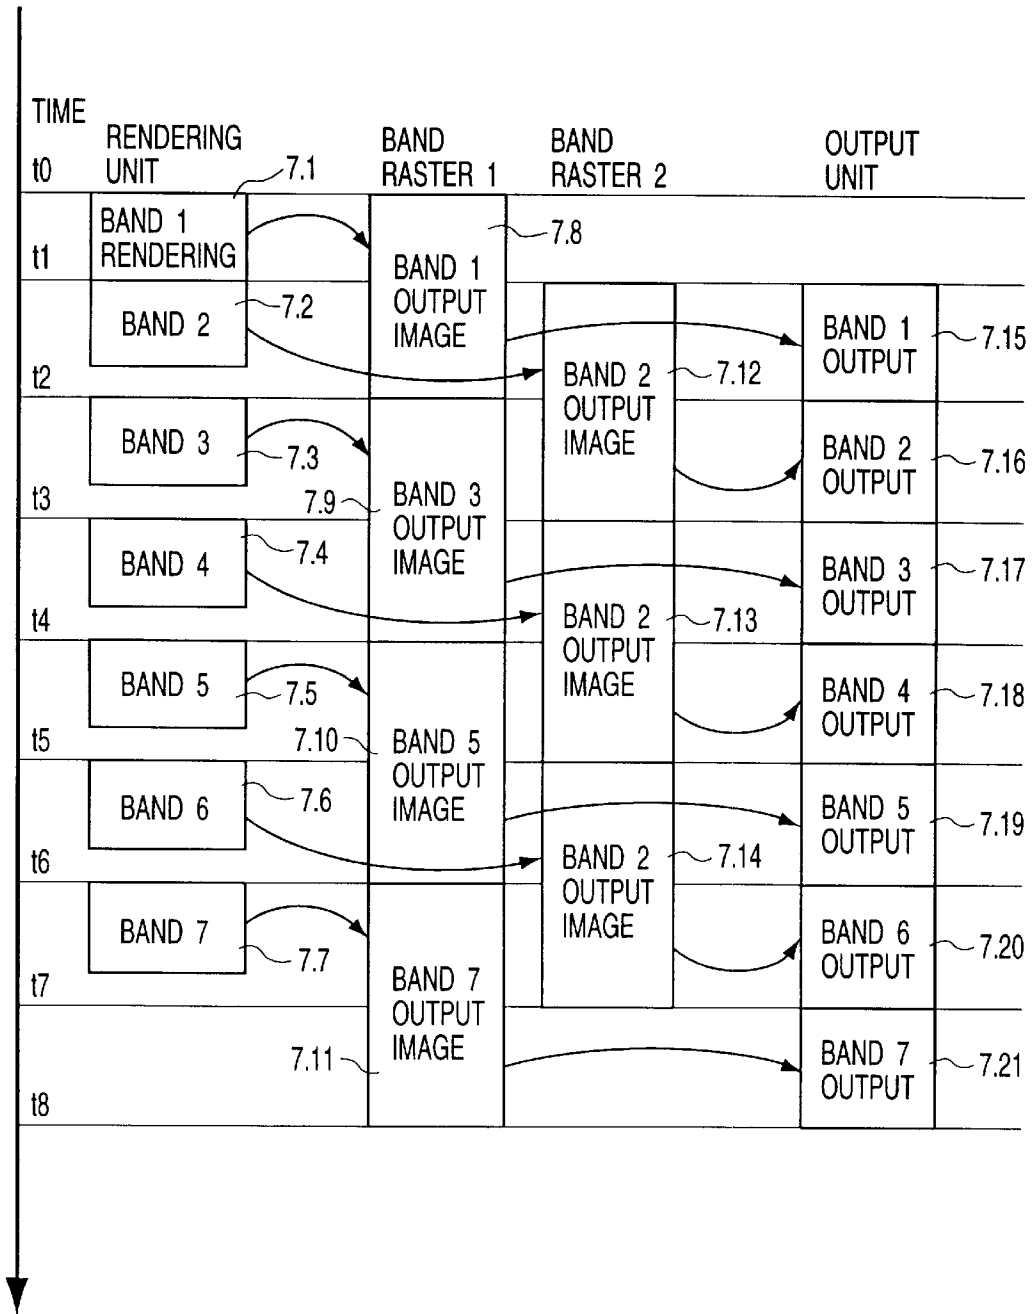 TIME
RENDERING
UNIT
BAND
RASTER 1
BAND
RASTER 2
OUTPUT
UNIT
t0
7.1
BAND 1
RENDERING
t1
BAND 1
OUTPUT
IMAGE
7.8
BAND 2
7.2
t2
BAND 2
OUTPUT
IMAGE
7.12
BAND 1
OUTPUT
7.15
BAND 3
7.3
t3
7.9
BAND 3
OUTPUT
IMAGE
BAND 2
OUTPUT
7.16
BAND 4
7.4
t4
BAND 2
OUTPUT
IMAGE
7.13
BAND 3
OUTPUT
7.17
BAND 5
7.5
t5
7.10
BAND 5
OUTPUT
IMAGE
BAND 4
OUTPUT
7.18
BAND 6
7.6
t6
BAND 2
OUTPUT
IMAGE
7.14
BAND 5
OUTPUT
7.19
BAND 7
7.7
t7
BAND 7
OUTPUT
IMAGE
7.11
BAND 6
OUTPUT
7.20
t8
BAND 7
OUTPUT
7.21